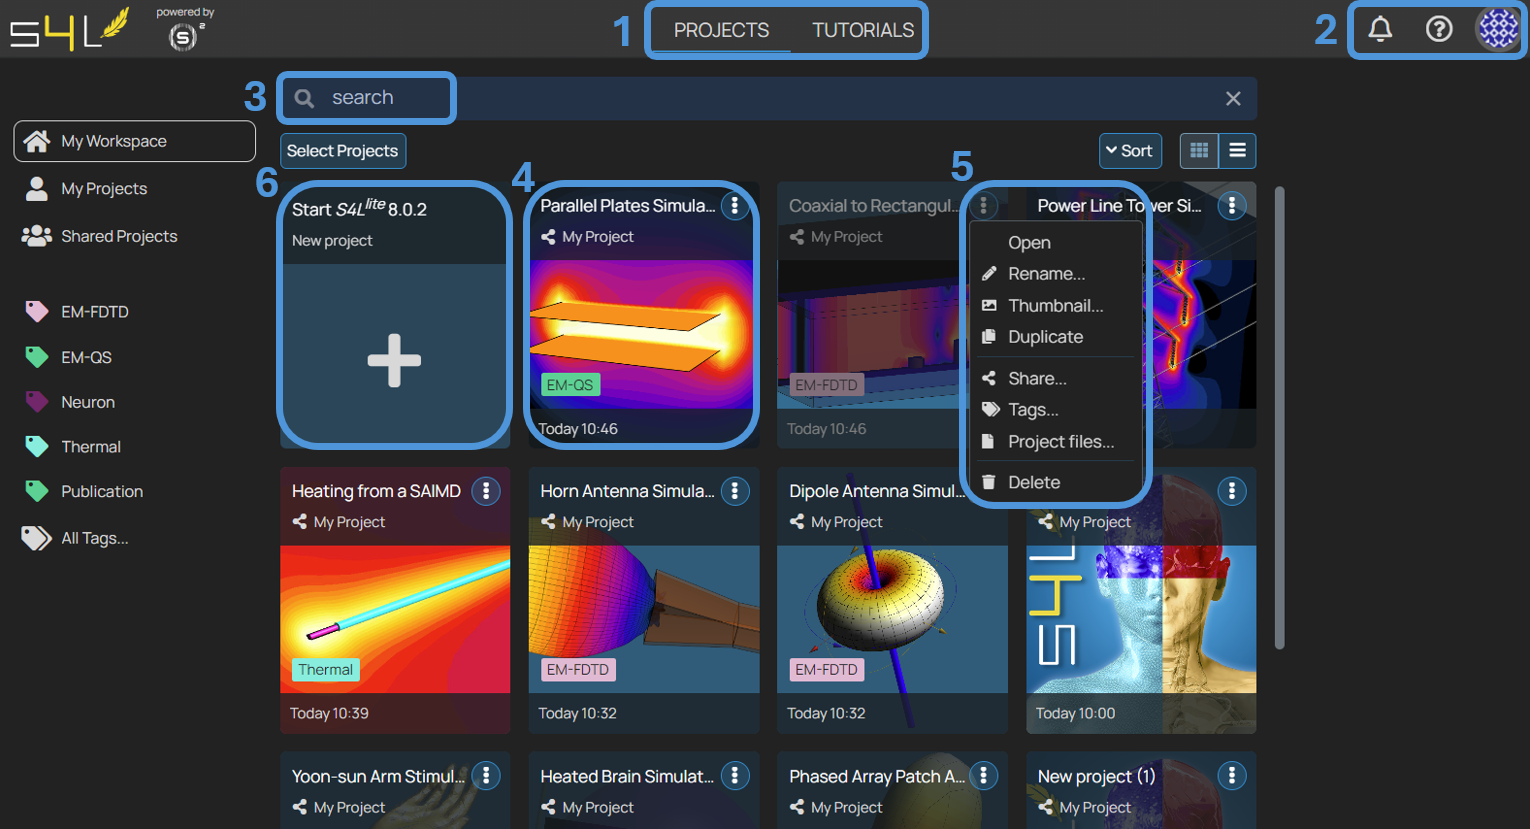 S4L
powered by
S 2
1 PROJECTS TUTORIALS 2
3 search
Select Projects Sort
My Workspace
My Projects
Shared Projects
EM-FDTD
EM-QS
Neuron
Thermal
Publication
All Tags...
6
Start S4Llite 8.0.2
New project
4
Parallel Plates Simula...
My Project
EM-QS
Today 10:46
Coaxial to Rectangul...
My Project
EM-FDTD
Today 10:46
5
Open
Rename...
Thumbnail...
Duplicate
Share...
Tags...
Project files...
Delete
Power Line Tower Si...
Heating from a SAIMD
My Project
Thermal
Today 10:39
Horn Antenna Simula...
My Project
EM-FDTD
Today 10:32
Dipole Antenna Simul...
My Project
EM-FDTD
Today 10:32
My Project
S4L
Today 10:00
Yoon-sun Arm Stimul...
My Project
Heated Brain Simulat...
My Project
Phased Array Patch A...
My Project
New project (1)
My Project